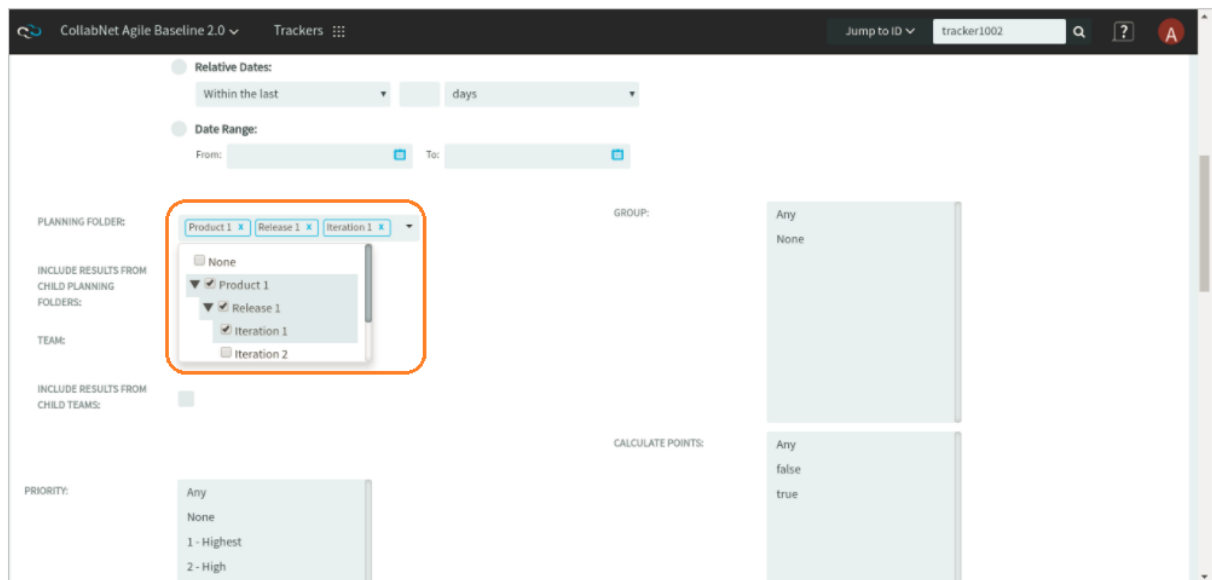 CollabNet Agile Baseline 2.0 Trackers Jump to ID tracker1002 ? A
Relative Dates:
Within the last days
Date Range:
From: To:
PLANNING FOLDER:
Product 1 x Release 1 x Iteration 1 x
None
Product 1
Release 1
Iteration 1
Iteration 2
INCLUDE RESULTS FROM
CHILD PLANNING
FOLDERS:
TEAM:
INCLUDE RESULTS FROM
CHILD TEAMS:
PRIORITY:
Any
None
1 - Highest
2 - High
GROUP:
Any
None
CALCULATE POINTS:
Any
false
true